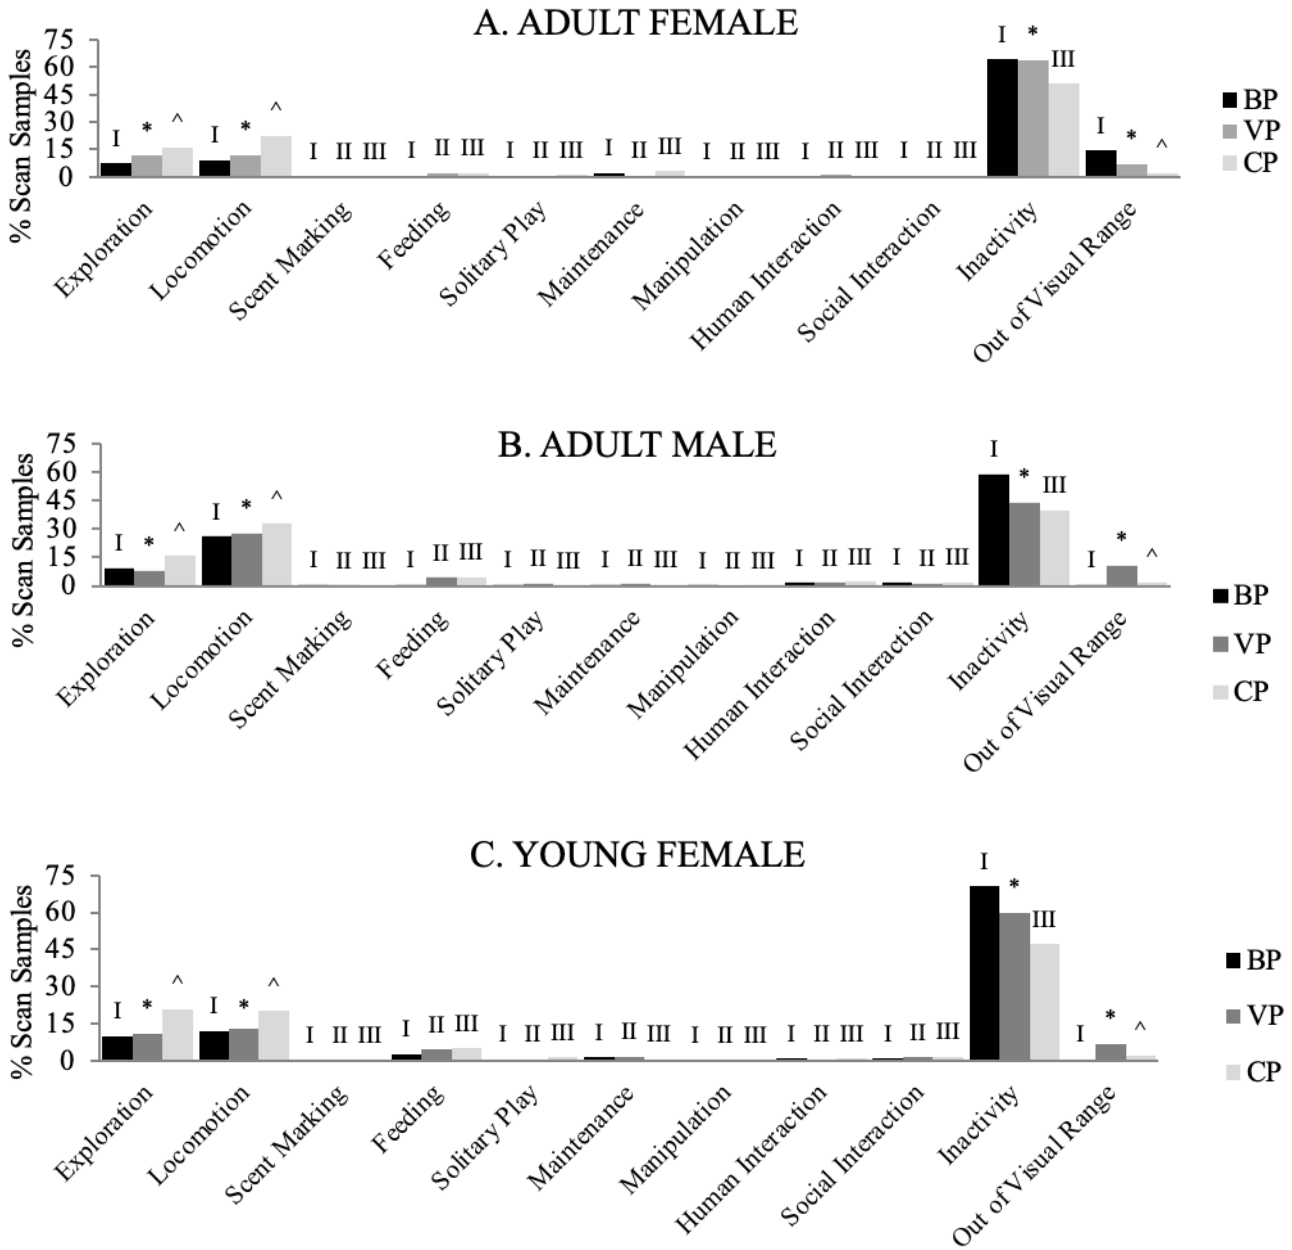 A. ADULT FEMALE
% Scan Samples
75
60
45
30
15
0
I * ^ I * ^ I II III I II III I II III I II III I II III I II III I II III I * III I * ^
Exploration
Locomotion
Scent Marking
Feeding
Solitary Play
Maintenance
Manipulation
Human Interaction
Social Interaction
Inactivity
Out of Visual Range
BP
VP
CP
B. ADULT MALE
% Scan Samples
75
60
45
30
15
0
I * ^ I * ^ I II III I II III I II III I II III I II III I II III I II III I * III I * ^
Exploration
Locomotion
Scent Marking
Feeding
Solitary Play
Maintenance
Manipulation
Human Interaction
Social Interaction
Inactivity
Out of Visual Range
BP
VP
CP
C. YOUNG FEMALE
% Scan Samples
75
60
45
30
15
0
I * ^ I * ^ I II III I II III I II III I II III I II III I II III I II III I * III I * ^
Exploration
Locomotion
Scent Marking
Feeding
Solitary Play
Maintenance
Manipulation
Human Interaction
Social Interaction
Inactivity
Out of Visual Range
BP
VP
CP